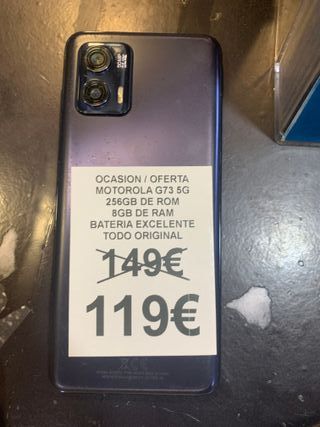 OCASION / OFERTA
MOTOROLA G73 5G
256GB DE ROM
8GB DE RAM
BATERIA EXCELENTE
TODO ORIGINAL
149€
119€